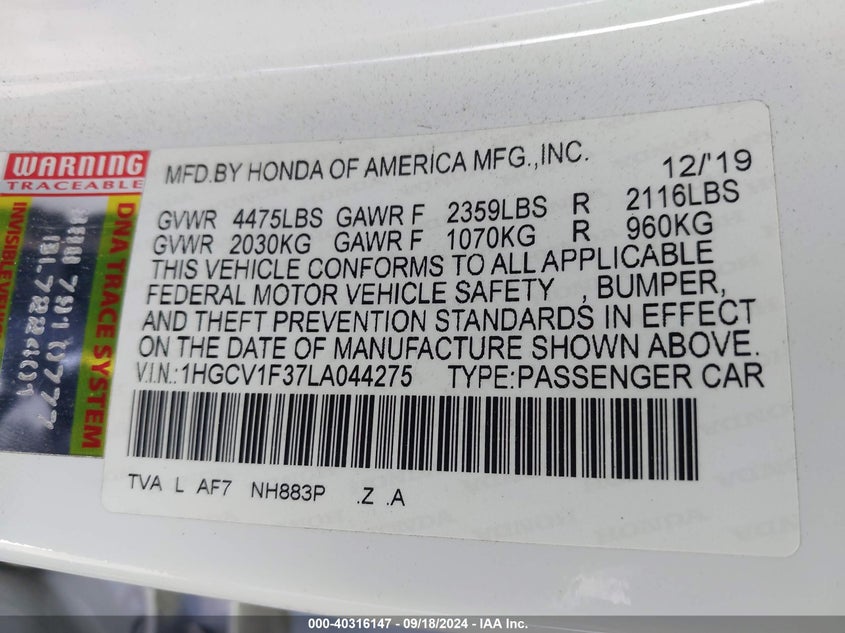 MFD.BY HONDA OF AMERICA MFG.,INC. 12/'19
GVWR 4475LBS GAWR F 2359LBS R 2116LBS
GVWR 2030KG GAWR F 1070KG R 960KG
THIS VEHICLE CONFORMS TO ALL APPLICABLE
FEDERAL MOTOR VEHICLE SAFETY , BUMPER,
AND THEFT PREVENTION STANDARDS IN EFFECT
ON THE DATE OF MANUFACTURE SHOWN ABOVE.
V.I.N.:1HGCV1F37LA044275 TYPE:PASSENGER CAR
TVA L AF7 NH883P .Z .A
WARNING
TRACEABLE
DNA TRACE SYSTEM
000-40316147 - 09/18/2024 - IAA Inc.